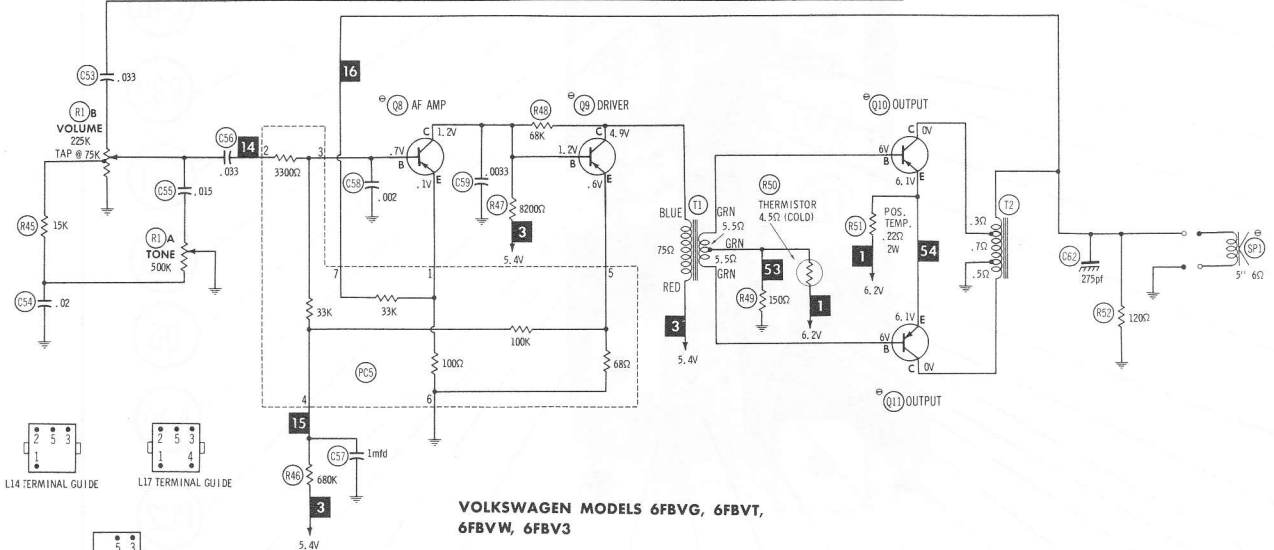 C53
.033
R1 B
VOLUME
225K
TAP @ 75K
C56
14
.033
2
3300Ω
3
16
⊖ Q8 AF AMP
C
1.2V
.7V
B
E
.1V
C58
.002
C59
.0033
R48
68K
⊖ Q9 DRIVER
C
4.9V
1.2V
B
E
.6V
R47
8200Ω
3
5.4V
C55
.015
R45
15K
R1 A
TONE
500K
C54
.02
7
1
5
33K
33K
100K
100Ω
68Ω
PC5
4
6
15
C57
1mfd
R46
680K
3
5.4V
BLUE
T1
75Ω
RED
3
5.4V
GRN
5.5Ω
GRN
5.5Ω
GRN
R50
THERMISTOR
4.5Ω (COLD)
53
R49
150Ω
1
6.2V
⊖ Q10 OUTPUT
C
0V
6V
B
E
6.1V
R51
POS.
TEMP.
.22Ω
2W
1
6.2V
54
6.1V
E
6V
B
C
0V
⊖ Q11 OUTPUT
T2
.3Ω
.7Ω
.5Ω
C62
275pf
R52
120Ω
⊖
SP1
5" 6Ω
2 5 3
1
L14 TERMINAL GUIDE
2 5 3
1 4
L17 TERMINAL GUIDE
5 3
VOLKSWAGEN MODELS 6FBVG, 6FBVT,
6FBVW, 6FBV3